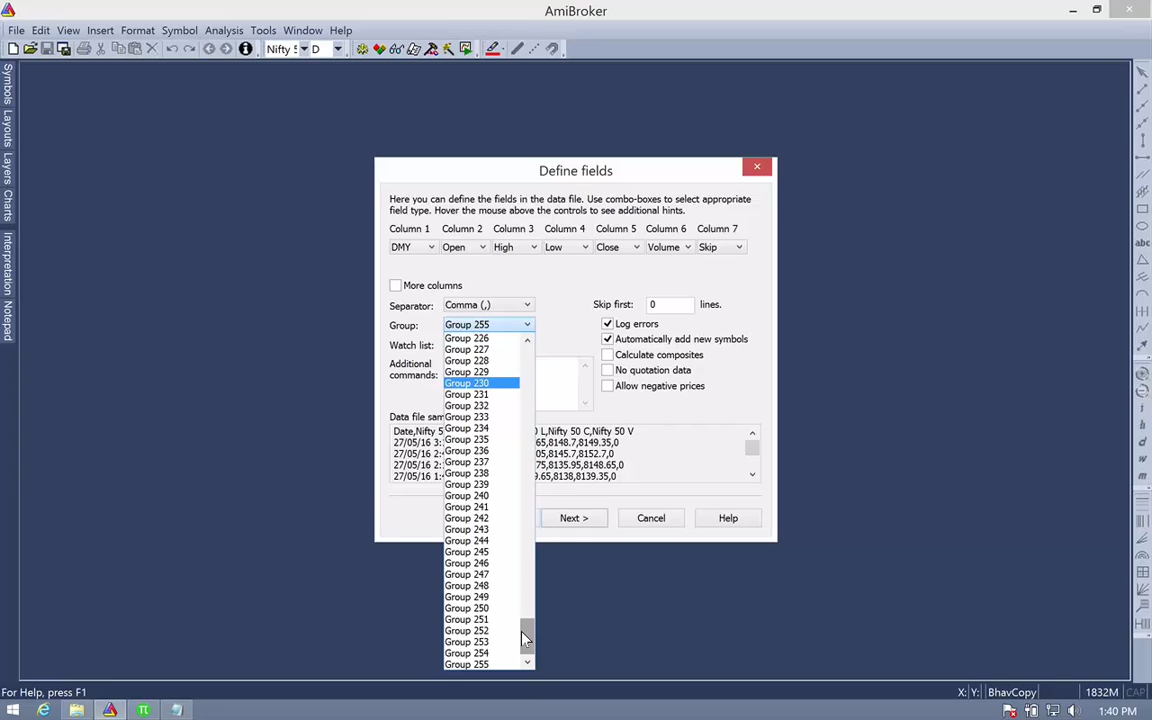 AmiBroker
File Edit View Insert Format Symbol Analysis Tools Window Help
Nifty 5 D
Symbols
Layouts
Layers
Charts
Interpretation
Notepad
Define fields
Here you can define the fields in the data file. Use combo-boxes to select appropriate
field type. Hover the mouse above the controls to see additional hints.
Column 1 Column 2 Column 3 Column 4 Column 5 Column 6 Column 7
DMY Open High Low Close Volume Skip
More columns
Separator: Comma (,) Skip first: 0 lines.
Group: Group 255 Log errors
Watch list: Automatically add new symbols
Additional
commands:
Calculate composites
No quotation data
Allow negative prices
Data file sam
Date,Nifty 5 0 L,Nifty 50 C,Nifty 50 V
27/05/16 3: 65,8148.7,8149.35,0
27/05/16 2: 05,8145.7,8152.7,0
27/05/16 2: 75,8135.95,8148.65,0
27/05/16 1: 9.65,8138,8139.35,0
Group 226
Group 227
Group 228
Group 229
Group 230
Group 231
Group 232
Group 233
Group 234
Group 235
Group 236
Group 237
Group 238
Group 239
Group 240
Group 241
Group 242
Group 243
Group 244
Group 245
Group 246
Group 247
Group 248
Group 249
Group 250
Group 251
Group 252
Group 253
Group 254
Group 255
Next > Cancel Help
For Help, press F1 X: Y: BhavCopy 1832M CAP
1:40 PM